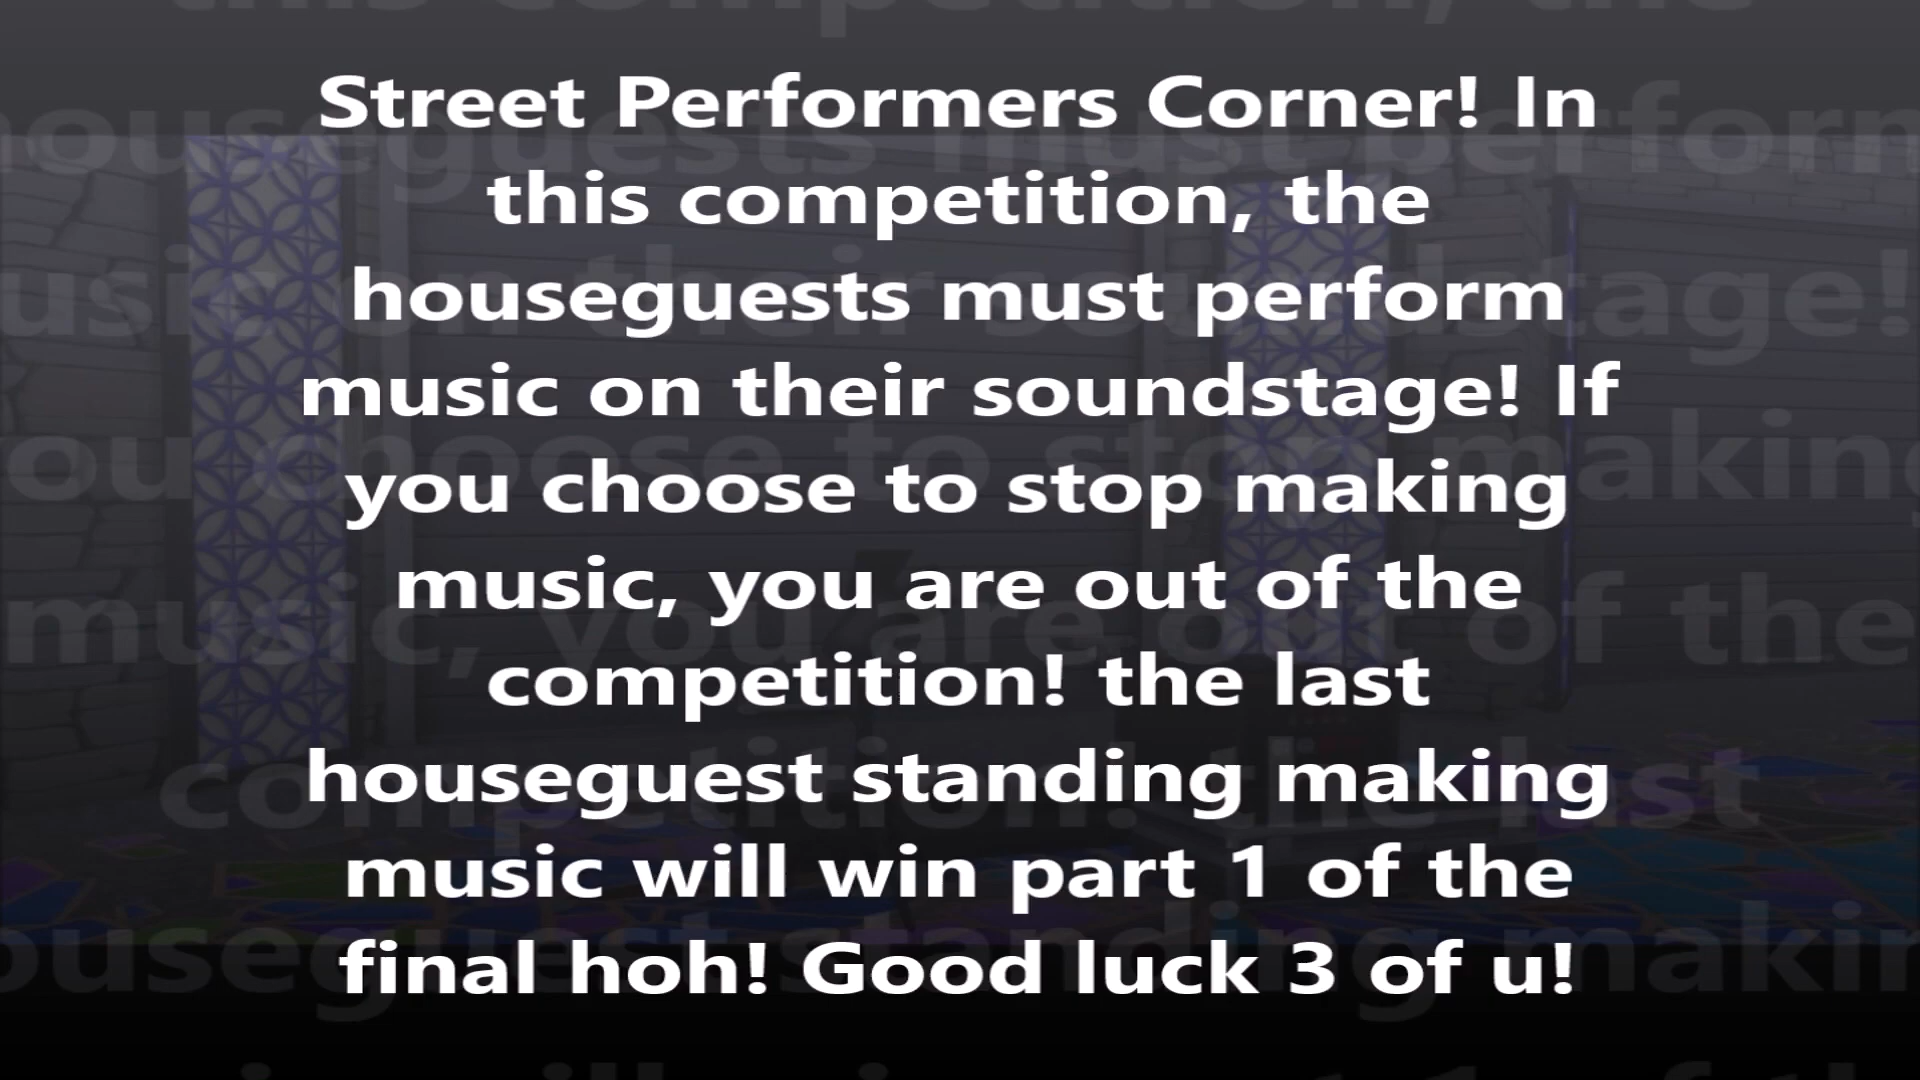 Street Performers Corner! In
this competition, the
houseguests must perform
music on their soundstage! If
you choose to stop making
music, you are out of the
competition! the last
houseguest standing making
music will win part 1 of the
final hoh! Good luck 3 of u!